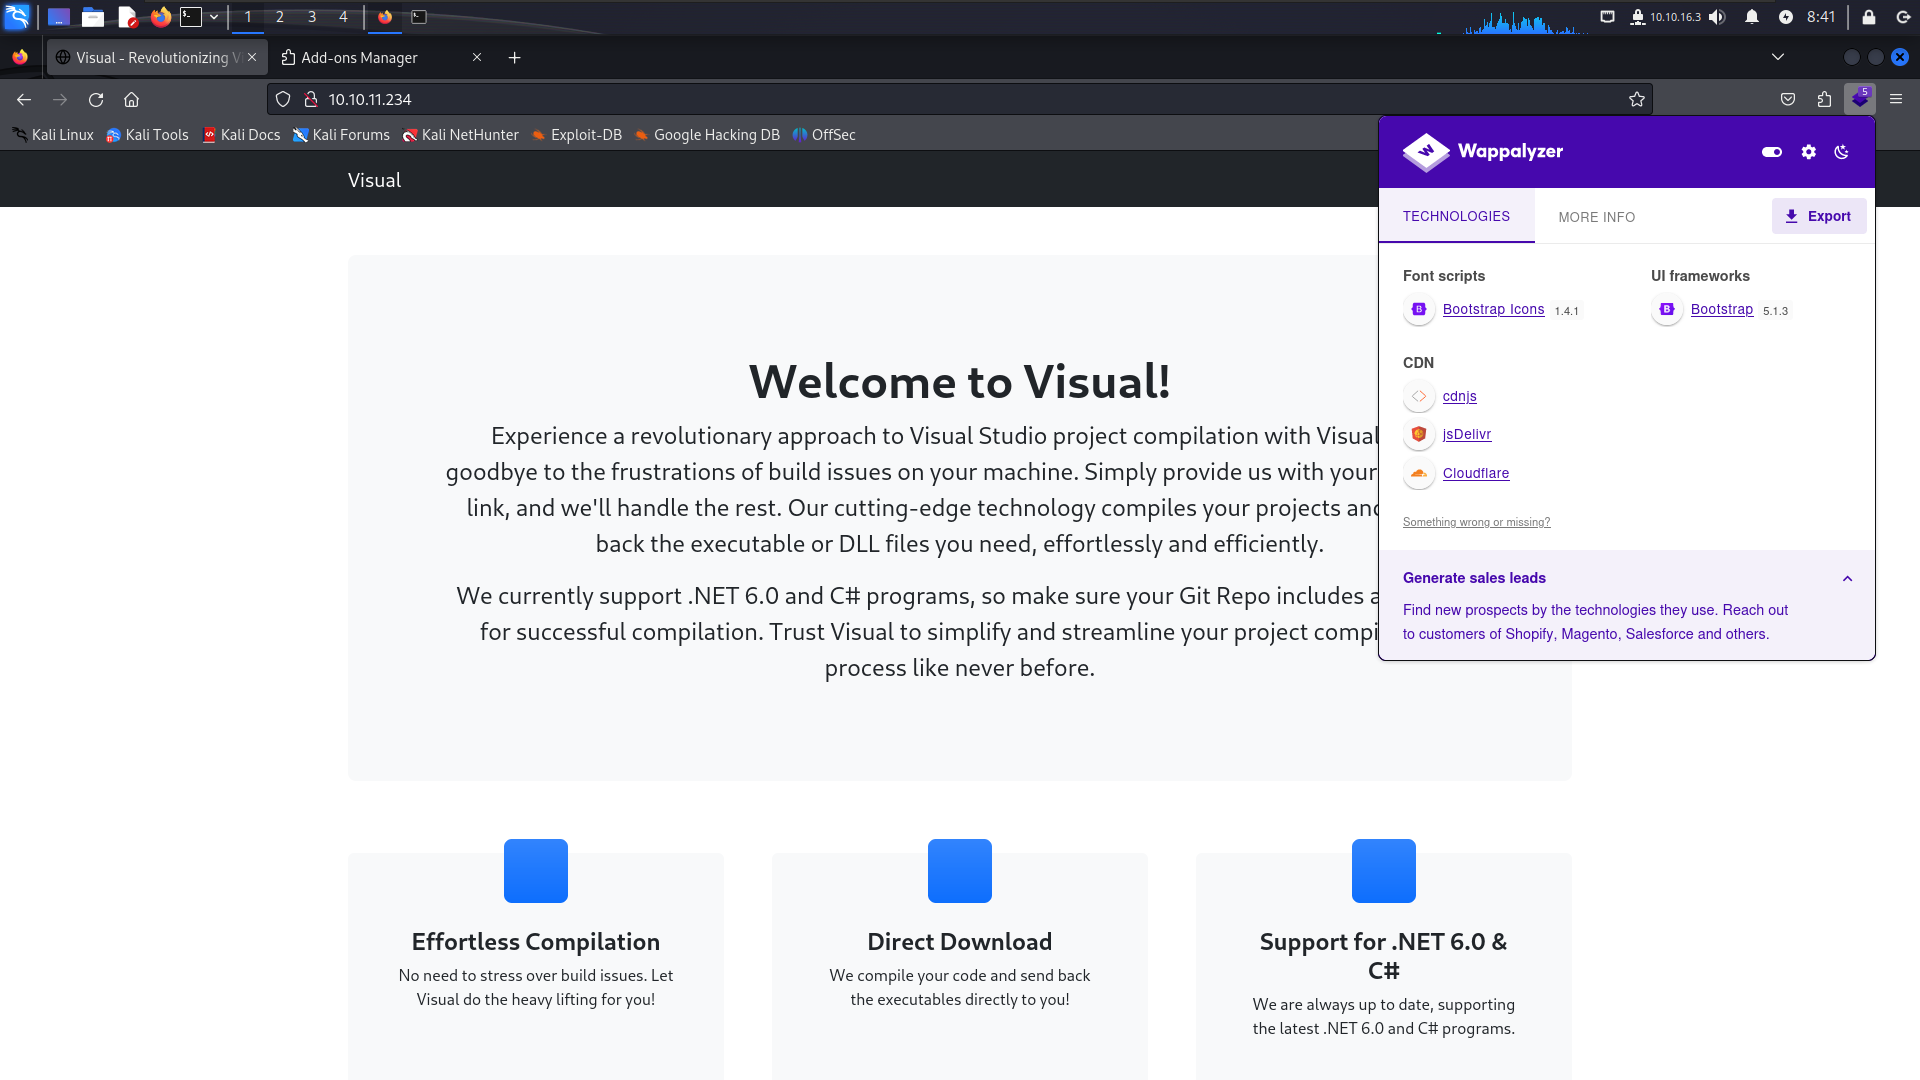 1 2 3 4
10.10.16.3
8:41
Visual - Revolutionizing V
Add-ons Manager
10.10.11.234
5
Kali Linux
Kali Tools
Kali Docs
Kali Forums
Kali NetHunter
Exploit-DB
Google Hacking DB
OffSec
Visual
Welcome to Visual!
Experience a revolutionary approach to Visual Studio project compilation with Visual
goodbye to the frustrations of build issues on your machine. Simply provide us with your
link, and we'll handle the rest. Our cutting-edge technology compiles your projects and
back the executable or DLL files you need, effortlessly and efficiently.
We currently support .NET 6.0 and C# programs, so make sure your Git Repo includes a
for successful compilation. Trust Visual to simplify and streamline your project compi
process like never before.
Effortless Compilation
No need to stress over build issues. Let
Visual do the heavy lifting for you!
Direct Download
We compile your code and send back
the executables directly to you!
Support for .NET 6.0 &
C#
We are always up to date, supporting
the latest .NET 6.0 and C# programs.
Wappalyzer
TECHNOLOGIES
MORE INFO
Export
Font scripts
Bootstrap Icons 1.4.1
UI frameworks
Bootstrap 5.1.3
CDN
cdnjs
jsDelivr
Cloudflare
Something wrong or missing?
Generate sales leads
Find new prospects by the technologies they use. Reach out
to customers of Shopify, Magento, Salesforce and others.